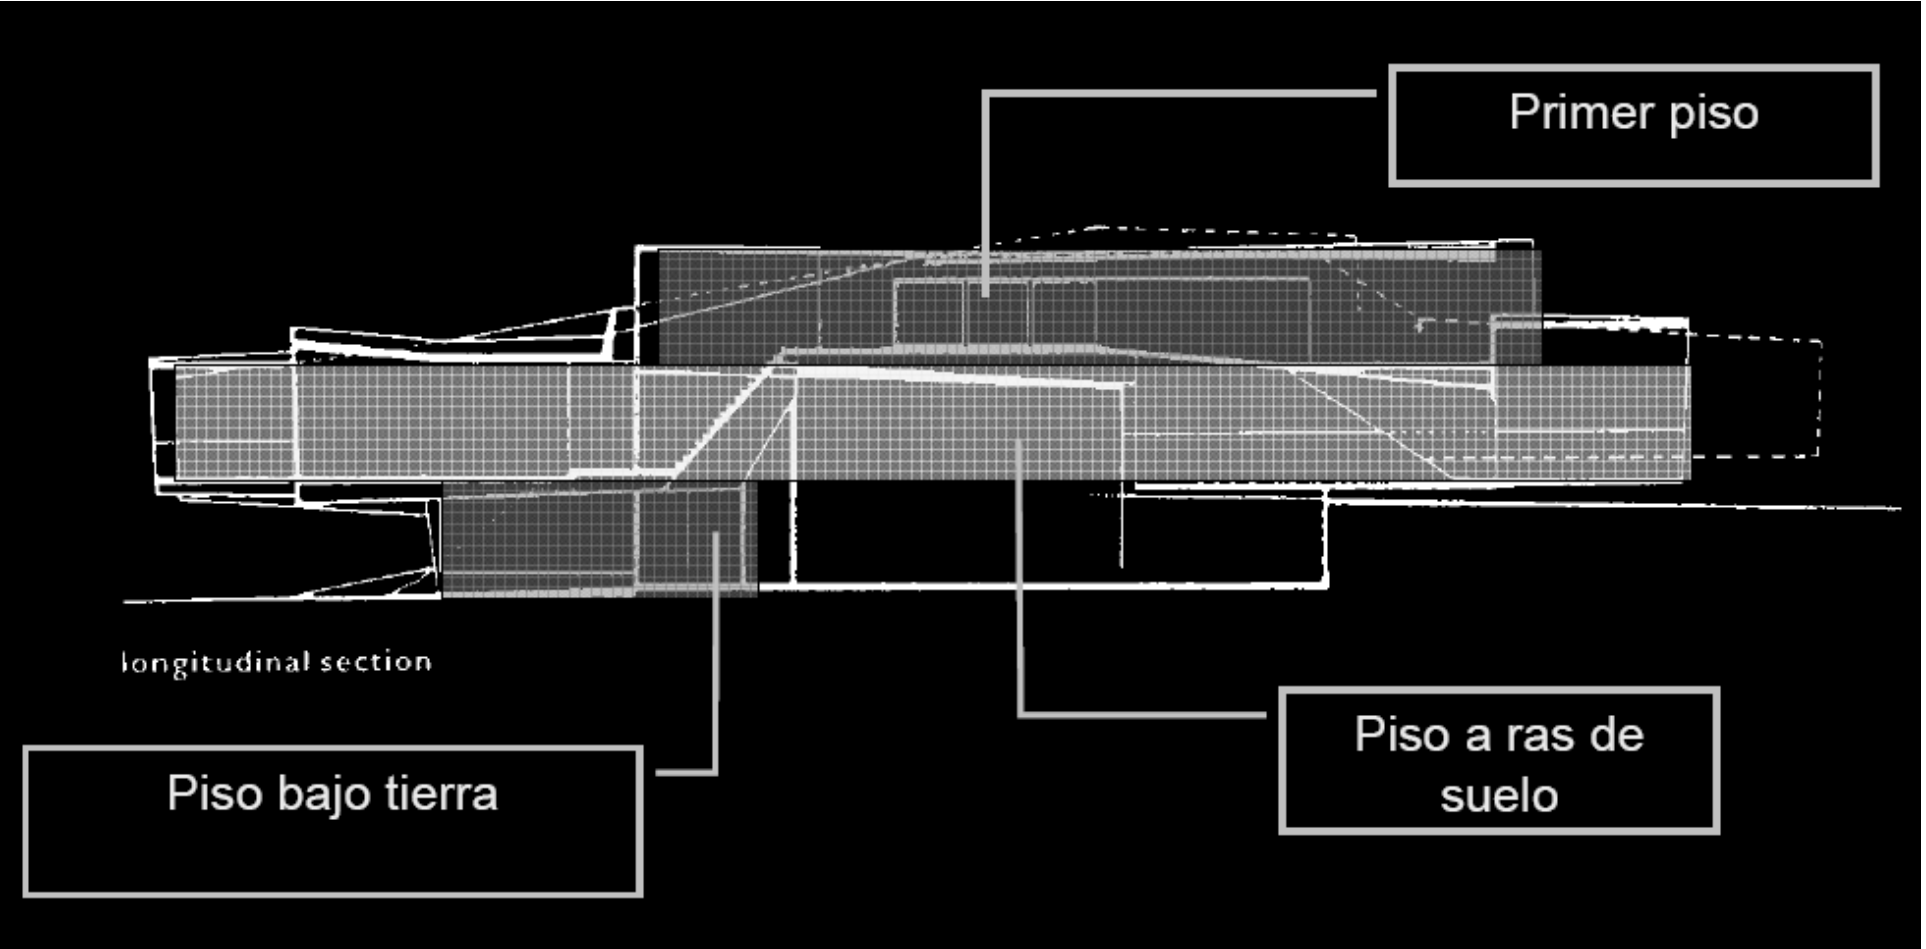 Primer piso
longitudinal section
Piso a ras de
suelo
Piso bajo tierra